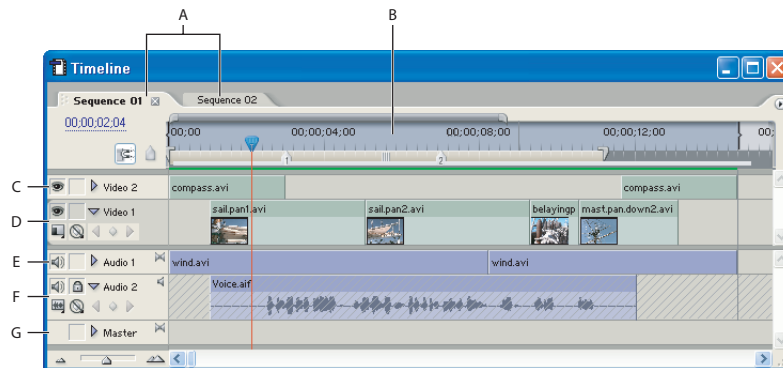 A
B
Timeline
Sequence 01
Sequence 02
00;00;02;04
00;00
00;00;04;00
00;00;08;00
00;00;12;00
00;
1
2
C
Video 2
compass.avi
compass.avi
D
Video 1
sail.pan1.avi
sail.pan2.avi
belayingp
mast.pan.down2.avi
E
Audio 1
wind.avi
wind.avi
F
Audio 2
Voice.aif
G
Master